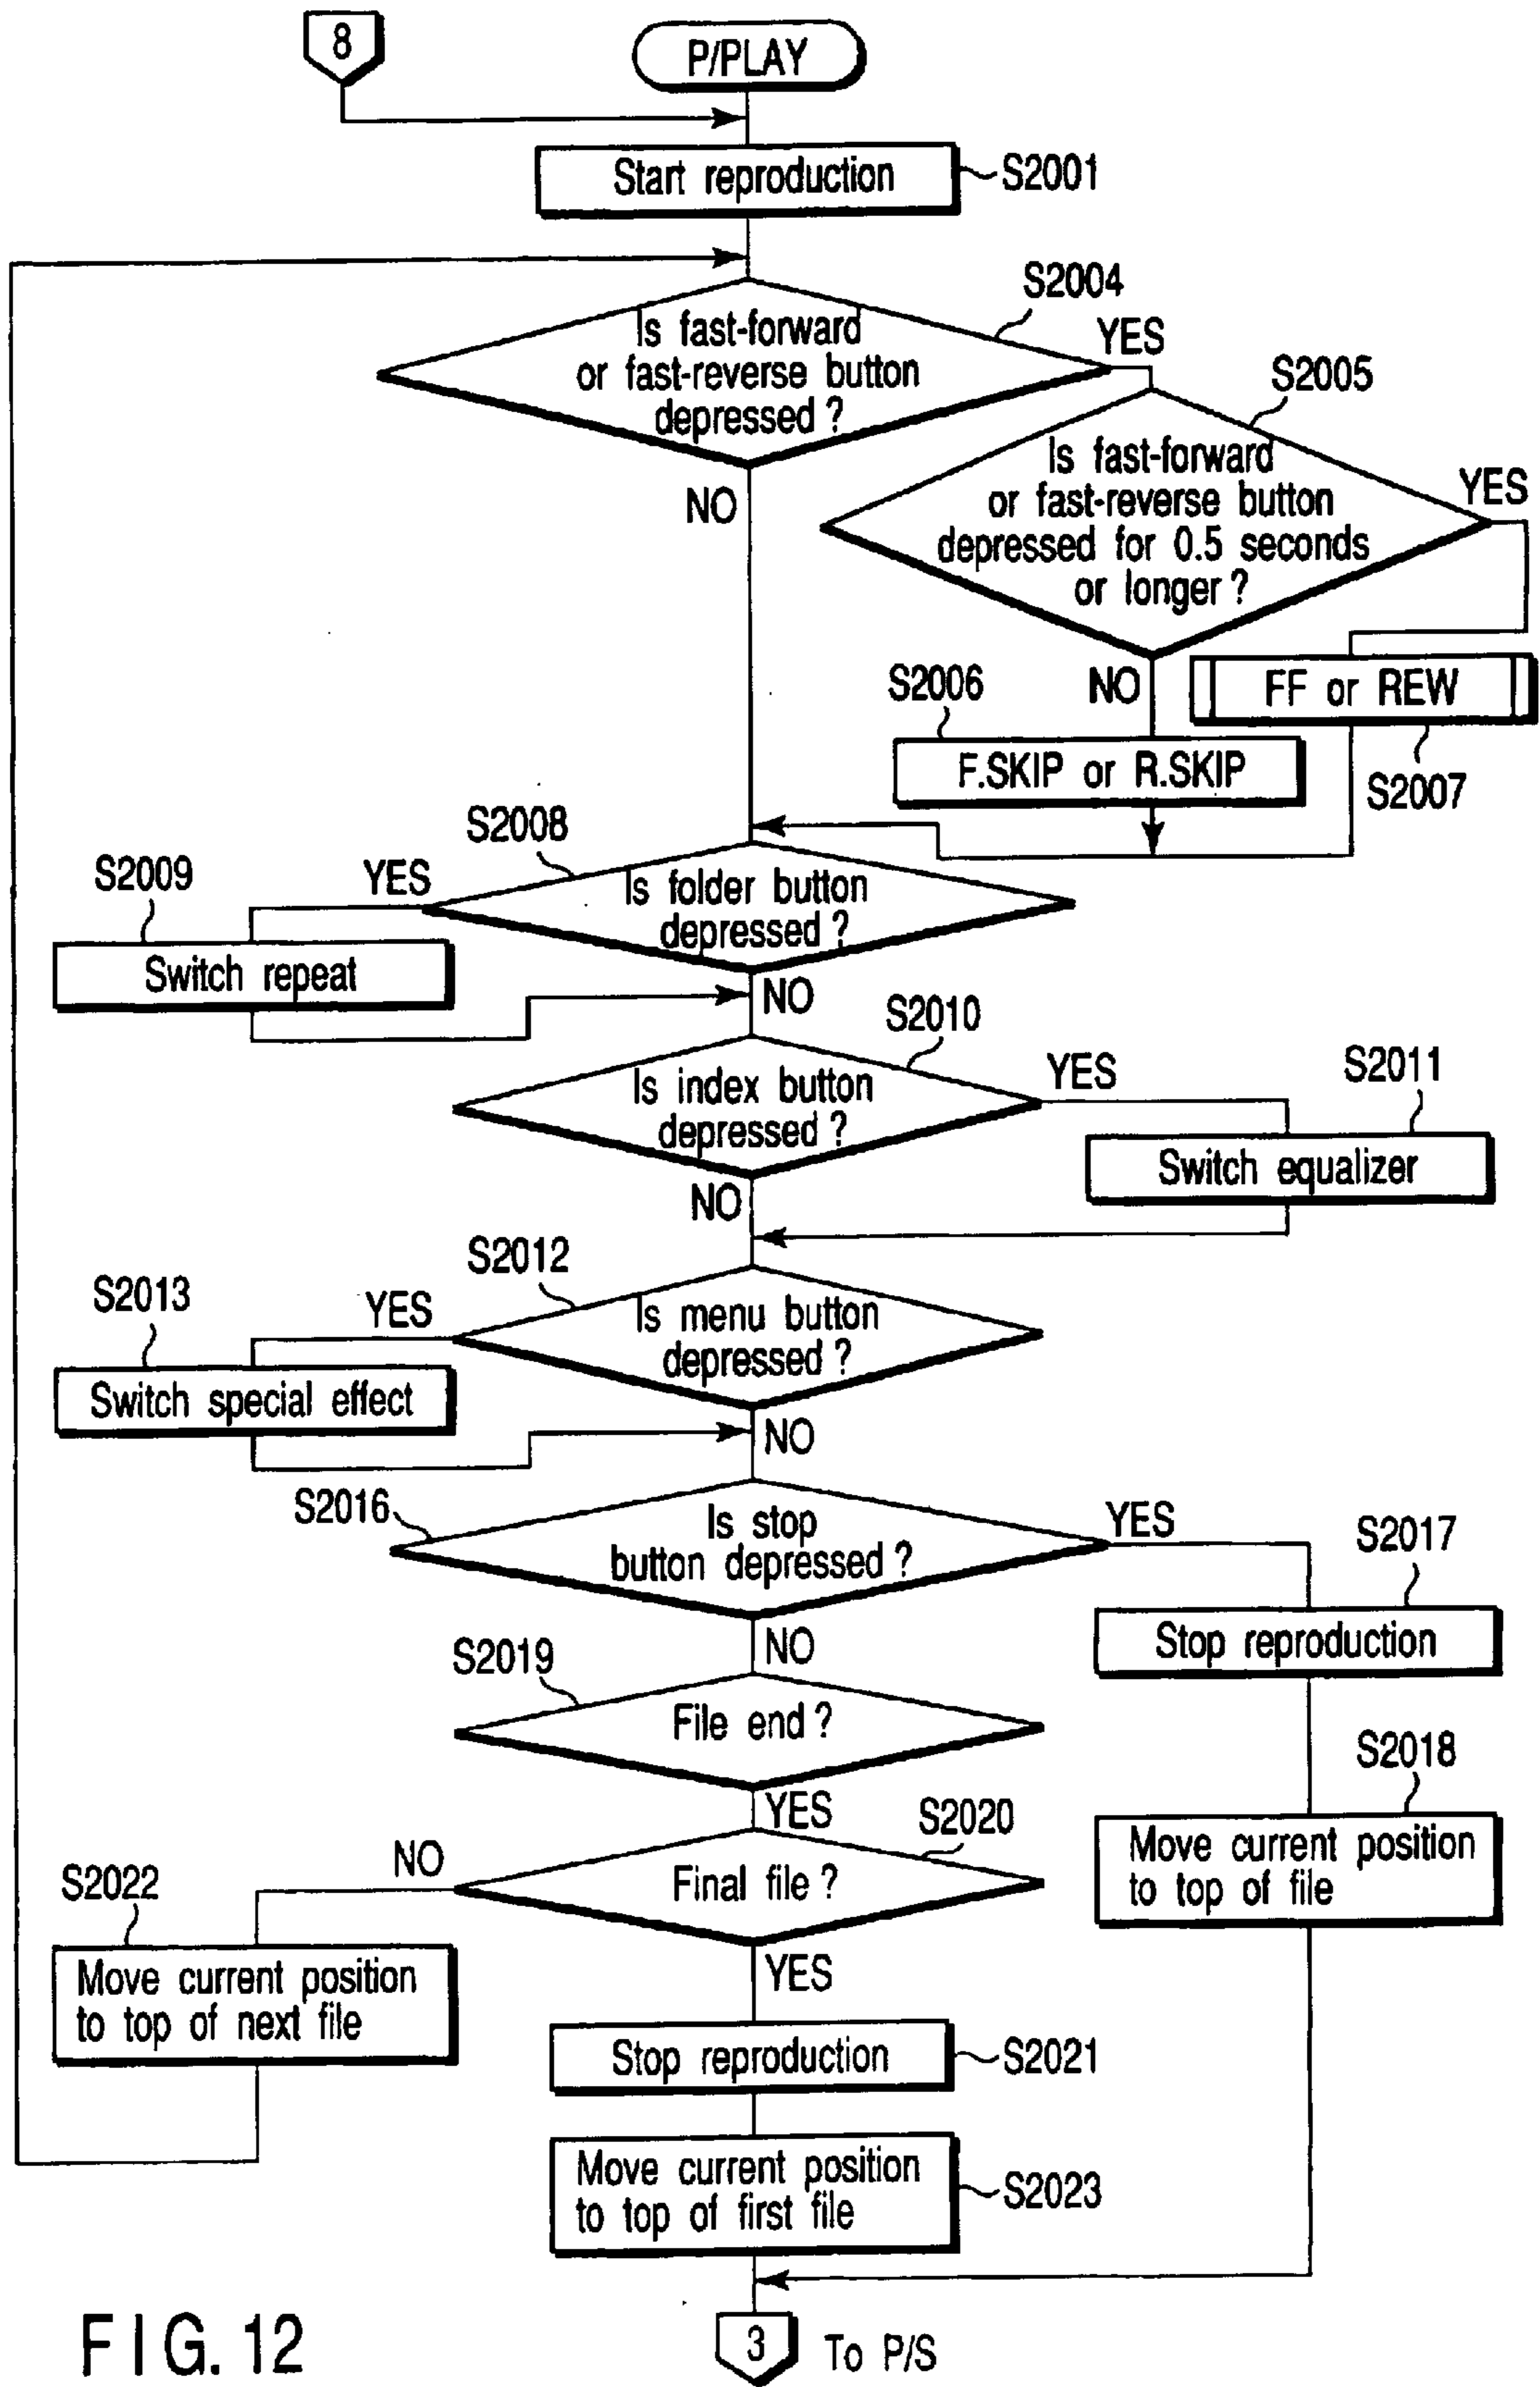 8
P/PLAY
Start reproduction
S2001
S2004
Is fast-forward
or fast-reverse button
depressed ?
YES
NO
S2005
Is fast-forward
or fast-reverse button
depressed for 0.5 seconds
or longer ?
YES
NO
S2006
F.SKIP or R.SKIP
FF or REW
S2007
S2008
Is folder button
depressed ?
YES
NO
S2009
Switch repeat
S2010
Is index button
depressed ?
YES
NO
S2011
Switch equalizer
S2012
Is menu button
depressed ?
YES
NO
S2013
Switch special effect
S2016
Is stop
button depressed ?
YES
NO
S2017
Stop reproduction
S2018
Move current position
to top of file
S2019
File end ?
YES
S2020
Final file ?
NO
YES
S2022
Move current position
to top of next file
Stop reproduction
S2021
Move current position
to top of first file
S2023
3
To P/S
FIG. 12